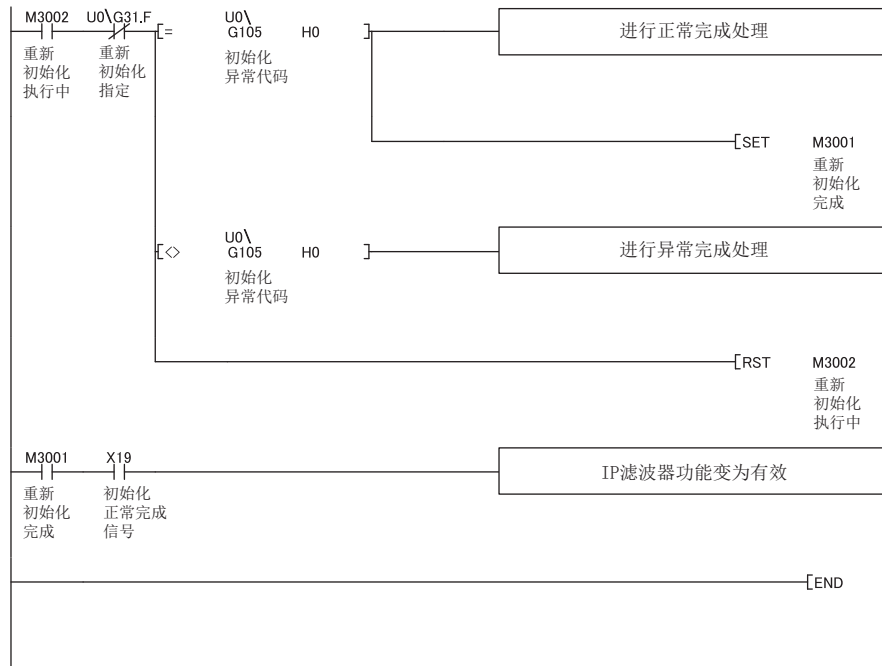 M3002 U0\G31.F = U0\ G105 H0 进行正常完成处理
重新 初始化 执行中
重新 初始化 指定
初始化 异常代码
SET M3001
重新 初始化 完成
<> U0\ G105 H0 进行异常完成处理
初始化 异常代码
RST M3002
重新 初始化 执行中
M3001 X19 IP滤波器功能变为有效
重新 初始化 完成
初始化 正常完成 信号
END